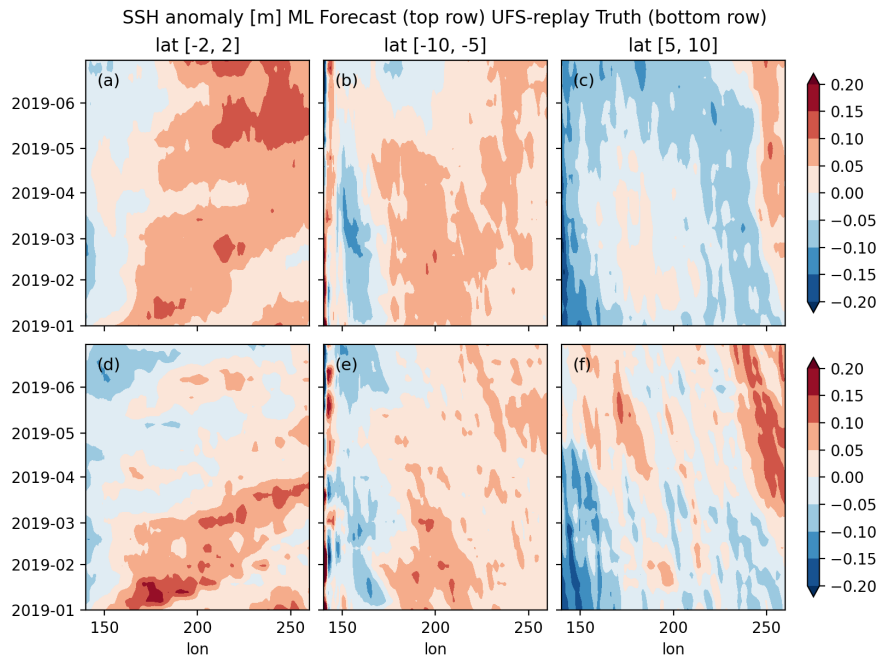 SSH anomaly [m] ML Forecast (top row) UFS-replay Truth (bottom row)
lat [-2, 2]
lat [-10, -5]
lat [5, 10]
(a)
(b)
(c)
2019-06
2019-05
2019-04
2019-03
2019-02
2019-01
0.20
0.15
0.10
0.05
0.00
−0.05
−0.10
−0.15
−0.20
(d)
(e)
(f)
2019-06
2019-05
2019-04
2019-03
2019-02
2019-01
0.20
0.15
0.10
0.05
0.00
−0.05
−0.10
−0.15
−0.20
150 200 250
150 200 250
150 200 250
lon
lon
lon